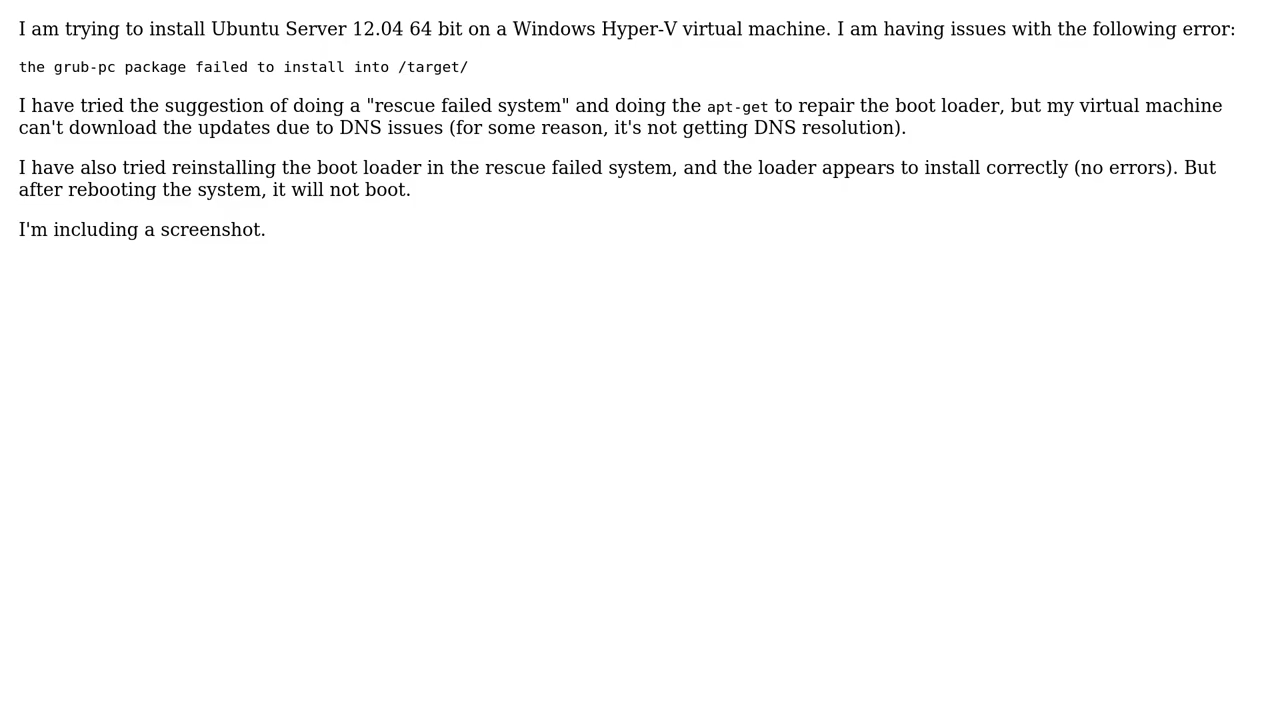 I am trying to install Ubuntu Server 12.04 64 bit on a Windows Hyper-V virtual machine. I am having issues with the following error:
the grub-pc package failed to install into /target/
I have tried the suggestion of doing a "rescue failed system" and doing the apt-get to repair the boot loader, but my virtual machine
can't download the updates due to DNS issues (for some reason, it's not getting DNS resolution).
I have also tried reinstalling the boot loader in the rescue failed system, and the loader appears to install correctly (no errors). But
after rebooting the system, it will not boot.
I'm including a screenshot.